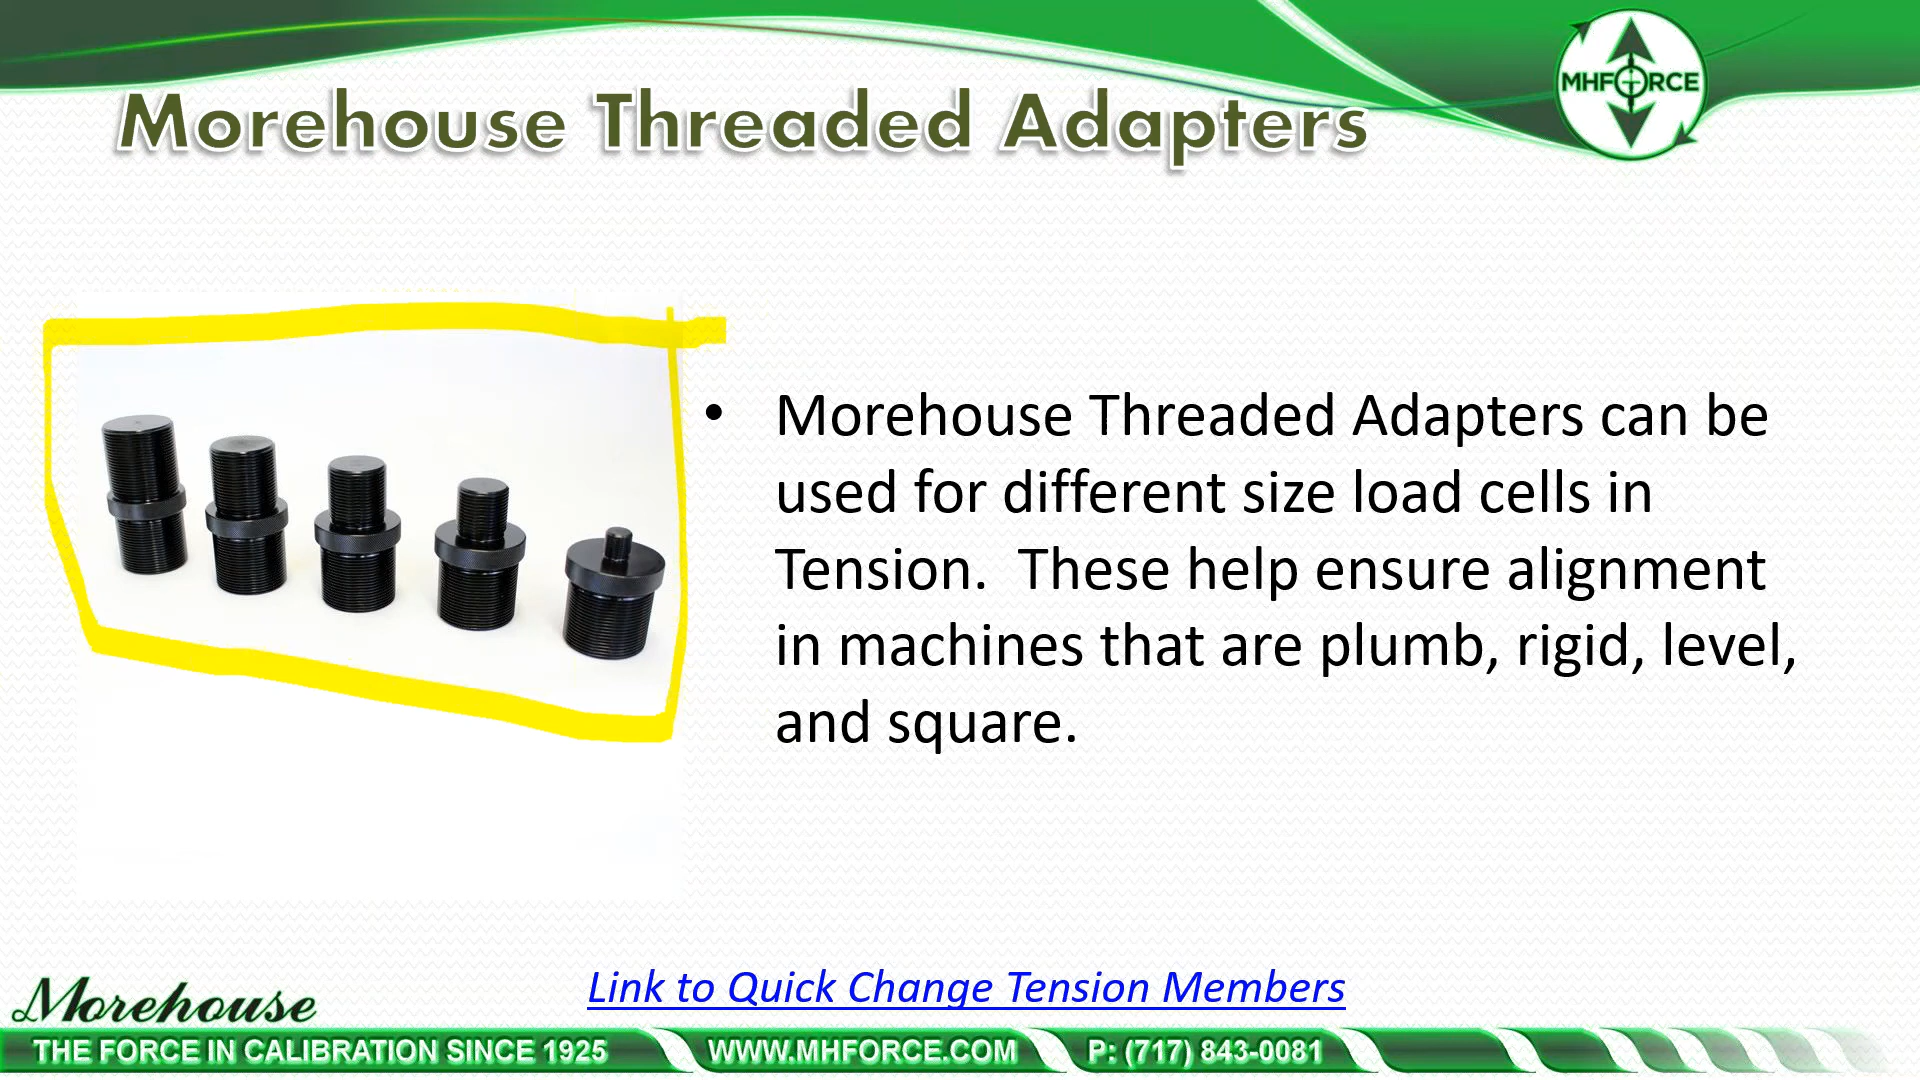 MHFORCE
Morehouse Threaded Adapters
• Morehouse Threaded Adapters can be
used for different size load cells in
Tension.  These help ensure alignment
in machines that are plumb, rigid, level,
and square.
Link to Quick Change Tension Members
Morehouse
THE FORCE IN CALIBRATION SINCE 1925 WWW.MHFORCE.COM P: (717) 843-0081